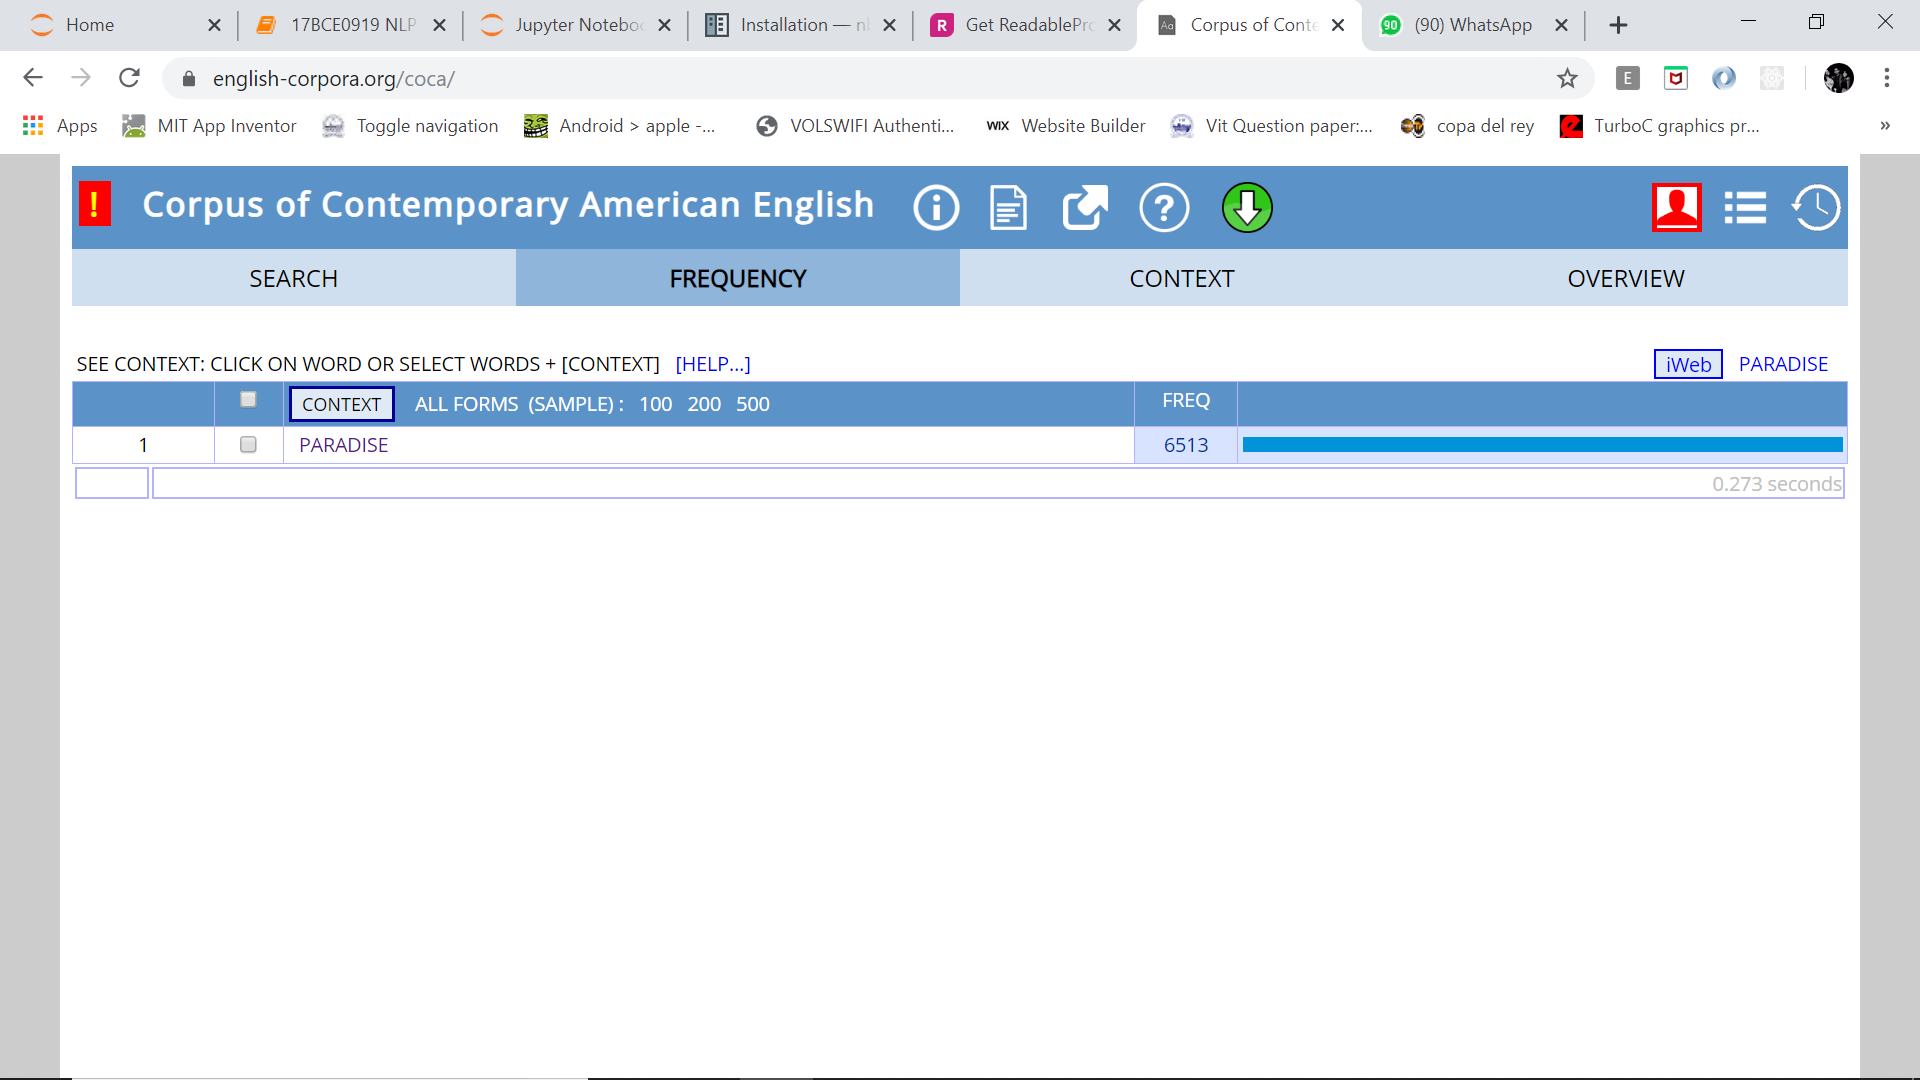 Home 17BCE0919 NLP Jupyter Notebo Installation — Get ReadablePr Aa Corpus of Conte 90 (90) WhatsApp
english-corpora.org/coca/ E
Apps MIT App Inventor Toggle navigation Android > apple -... VOLSWIFI Authenti... WIX Website Builder Vit Question paper:... copa del rey TurboC graphics pr... »
! Corpus of Contemporary American English i ?
SEARCH FREQUENCY CONTEXT OVERVIEW
SEE CONTEXT: CLICK ON WORD OR SELECT WORDS + [CONTEXT] [HELP...] iWeb PARADISE
CONTEXT ALL FORMS (SAMPLE) : 100 200 500 FREQ
1 PARADISE 6513
0.273 seconds